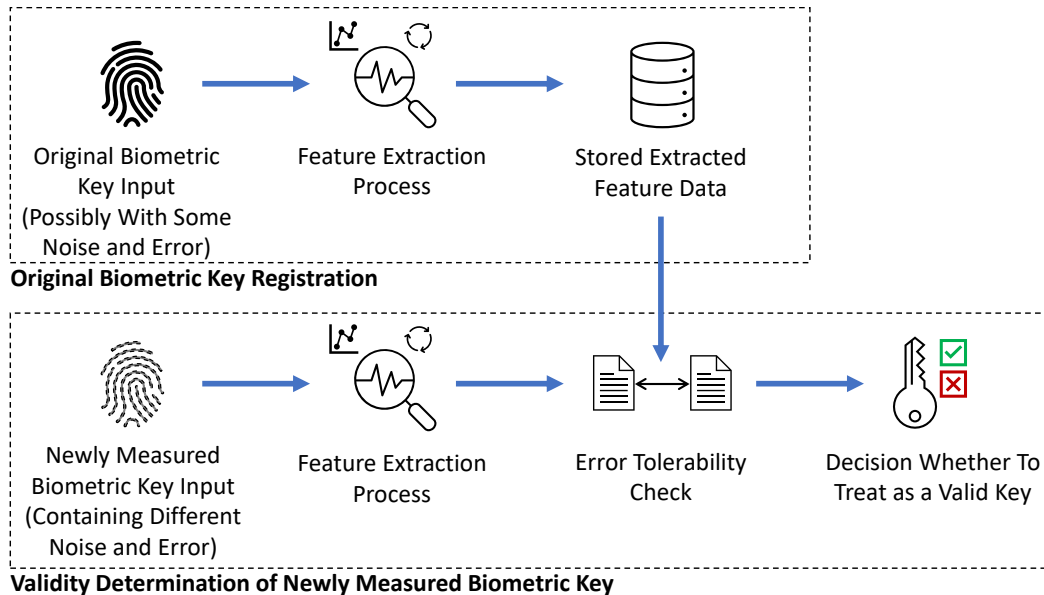 Original Biometric
Key Input
(Possibly With Some
Noise and Error)
Feature Extraction
Process
Stored Extracted
Feature Data
Original Biometric Key Registration
Newly Measured
Biometric Key Input
(Containing Different
Noise and Error)
Feature Extraction
Process
Error Tolerability
Check
Decision Whether To
Treat as a Valid Key
Validity Determination of Newly Measured Biometric Key